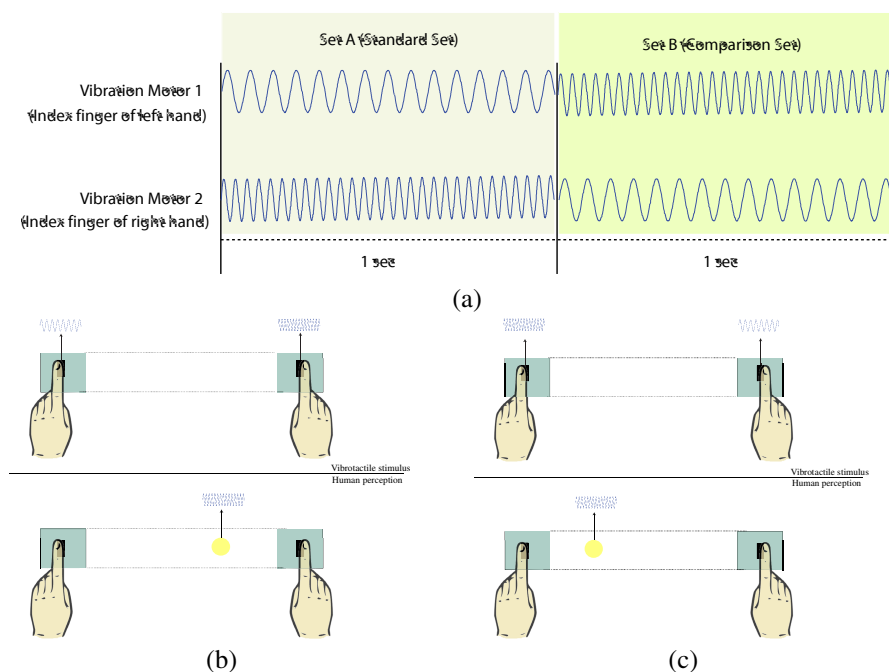 Set A (Standard Set)
Set B (Comparison Set)
Vibration Motor 1
(Index finger of left hand)
Vibration Motor 2
(Index finger of right hand)
1 sec
1 sec
(a)
Vibrotactile stimulus
Human perception
Vibrotactile stimulus
Human perception
(b)
(c)